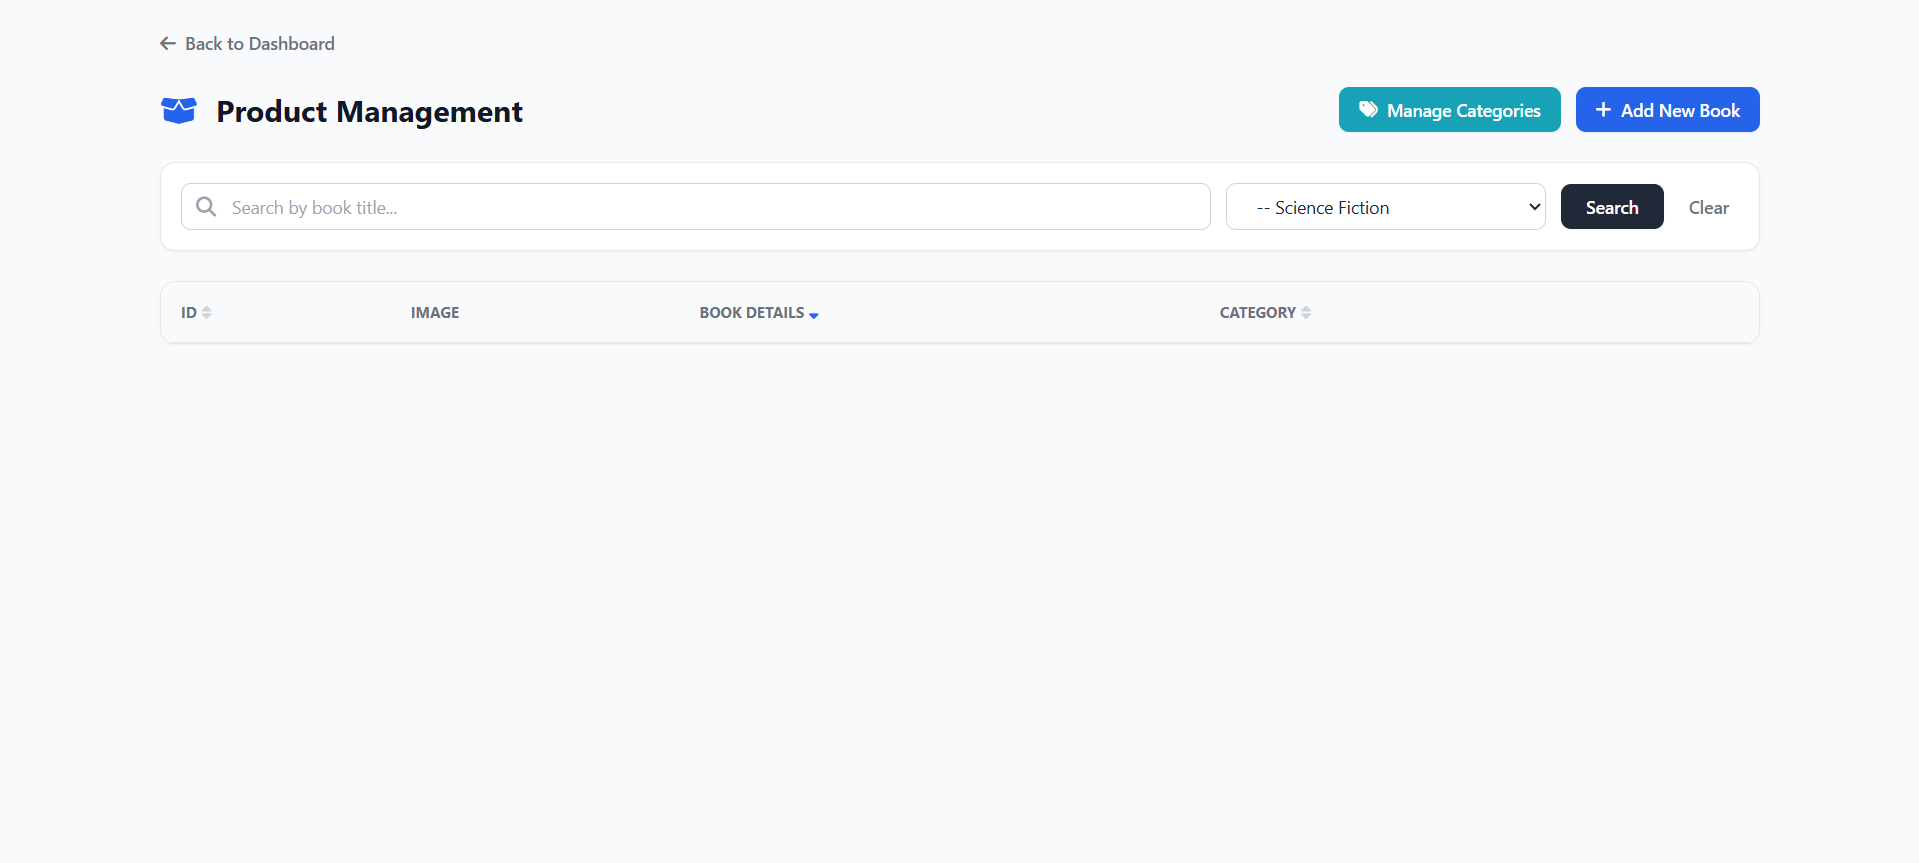 Back to Dashboard
Product Management
Manage Categories
Add New Book
Search by book title...
-- Science Fiction
Search
Clear
ID
IMAGE
BOOK DETAILS
CATEGORY